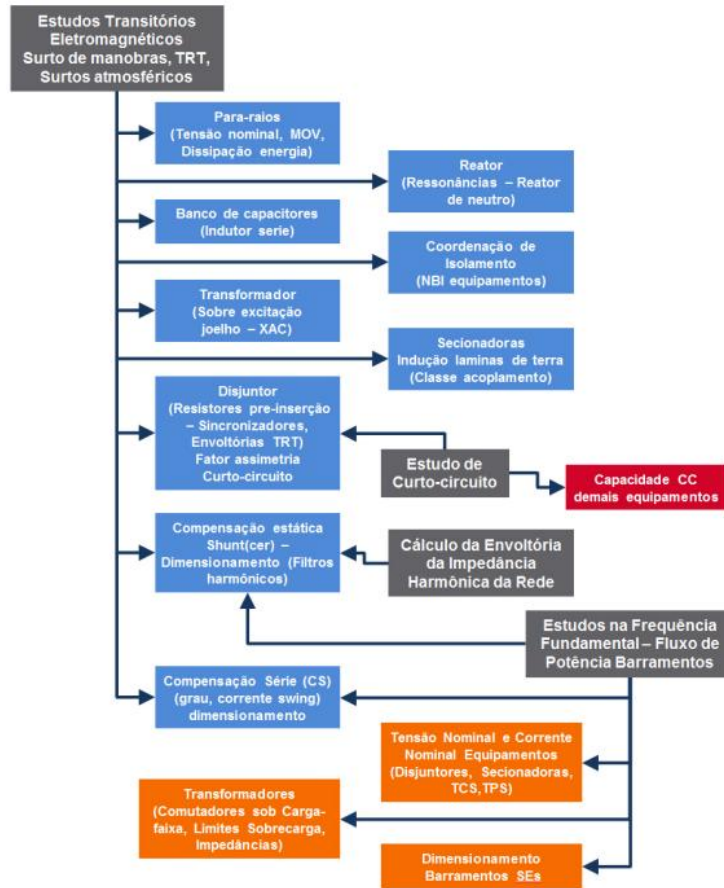 Estudos Transitórios
Eletromagnéticos
Surto de manobras, TRT,
Surtos atmosféricos
Para-raios
(Tensão nominal, MOV,
Dissipação energia)
Reator
(Ressonâncias – Reator
de neutro)
Banco de capacitores
(Indutor serie)
Coordenação de
Isolamento
(NBI equipamentos)
Transformador
(Sobre excitação
joelho – XAC)
Secionadoras
Indução laminas de terra
(Classe acoplamento)
Disjuntor
(Resistores pre-inserção
– Sincronizadores,
Envoltórias TRT)
Fator assimetria
Curto-circuito
Estudo de
Curto-circuito
Capacidade CC
demais equipamentos
Compensação estática
Shunt(cer) –
Dimensionamento (Filtros
harmônicos)
Cálculo da Envoltória
da Impedância
Harmônica da Rede
Estudos na Frequência
Fundamental – Fluxo de
Potência Barramentos
Compensação Série (CS)
(grau, corrente swing)
dimensionamento
Tensão Nominal e Corrente
Nominal Equipamentos
(Disjuntores, Secionadoras,
TCS,TPS)
Transformadores
(Comutadores sob Carga-
faixa, Limites Sobrecarga,
Impedâncias)
Dimensionamento
Barramentos SEs